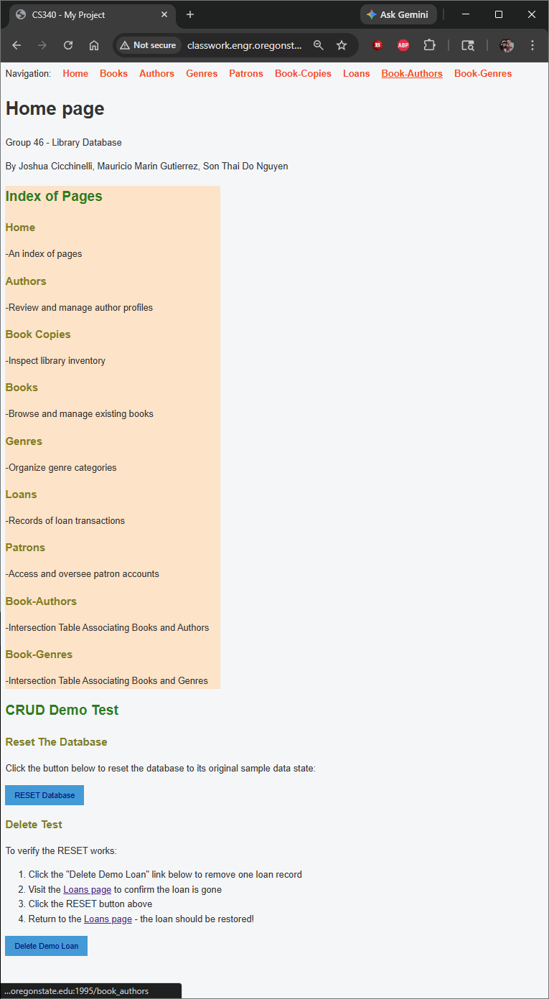 CS340 - My Project
Ask Gemini
Not secure classwork.engr.oregonst...
ABP
Navigation: Home Books Authors Genres Patrons Book-Copies Loans Book-Authors Book-Genres
Home page
Group 46 - Library Database
By Joshua Cicchinelli, Mauricio Marin Gutierrez, Son Thai Do Nguyen
Index of Pages
Home
-An index of pages
Authors
-Review and manage author profiles
Book Copies
-Inspect library inventory
Books
-Browse and manage existing books
Genres
-Organize genre categories
Loans
-Records of loan transactions
Patrons
-Access and oversee patron accounts
Book-Authors
-Intersection Table Associating Books and Authors
Book-Genres
-Intersection Table Associating Books and Genres
CRUD Demo Test
Reset The Database
Click the button below to reset the database to its original sample data state:
RESET Database
Delete Test
To verify the RESET works:
1. Click the "Delete Demo Loan" link below to remove one loan record
2. Visit the Loans page to confirm the loan is gone
3. Click the RESET button above
4. Return to the Loans page - the loan should be restored!
Delete Demo Loan
...oregonstate.edu:1995/book_authors